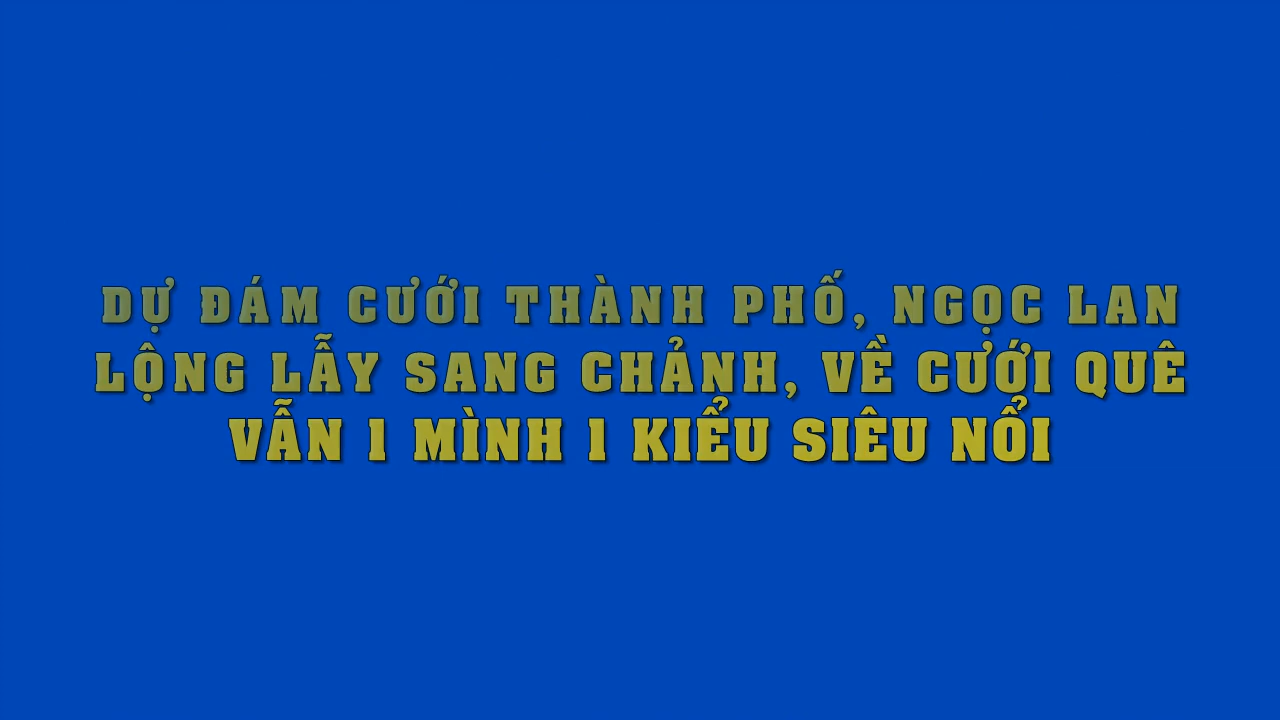 DỰ ĐÁM CƯỚI THÀNH PHỐ, NGỌC LAN
LỘNG LẪY SANG CHẢNH, VỀ CƯỚI QUÊ
VẪN 1 MÌNH 1 KIỂU SIÊU NỔI